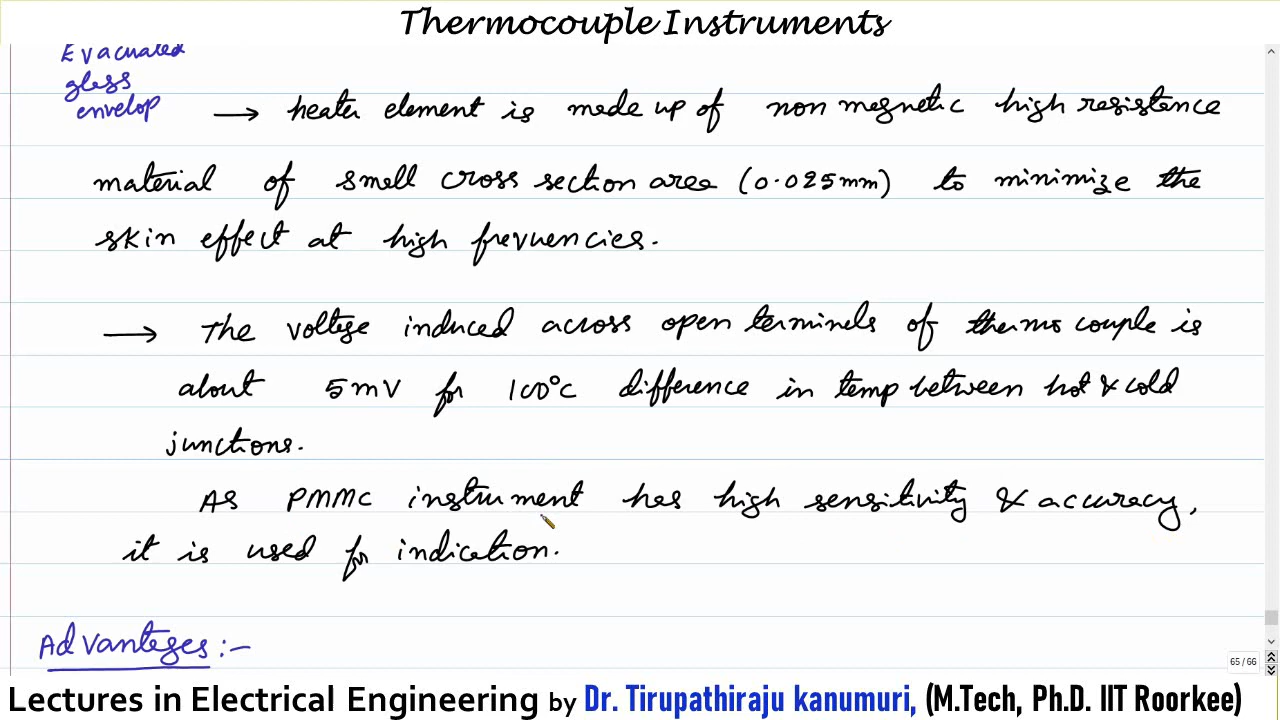 Thermocouple Instruments
Evacuated
glass
envelop
→ heater element is made up of non magnetic high resistence
material of small cross section area (0.025mm) to minimize the
skin effect at high frequencies.
→ The voltage induced across open terminals of thermocouple is
about 5mV for 100°C difference in temp between hot & cold
junctions.
As PMMC instrument has high sensitivity & accuracy,
it is used for indication.
Advantages:-
65 / 66
Lectures in Electrical Engineering by Dr. Tirupathiraju kanumuri, (M.Tech, Ph.D. IIT Roorkee)